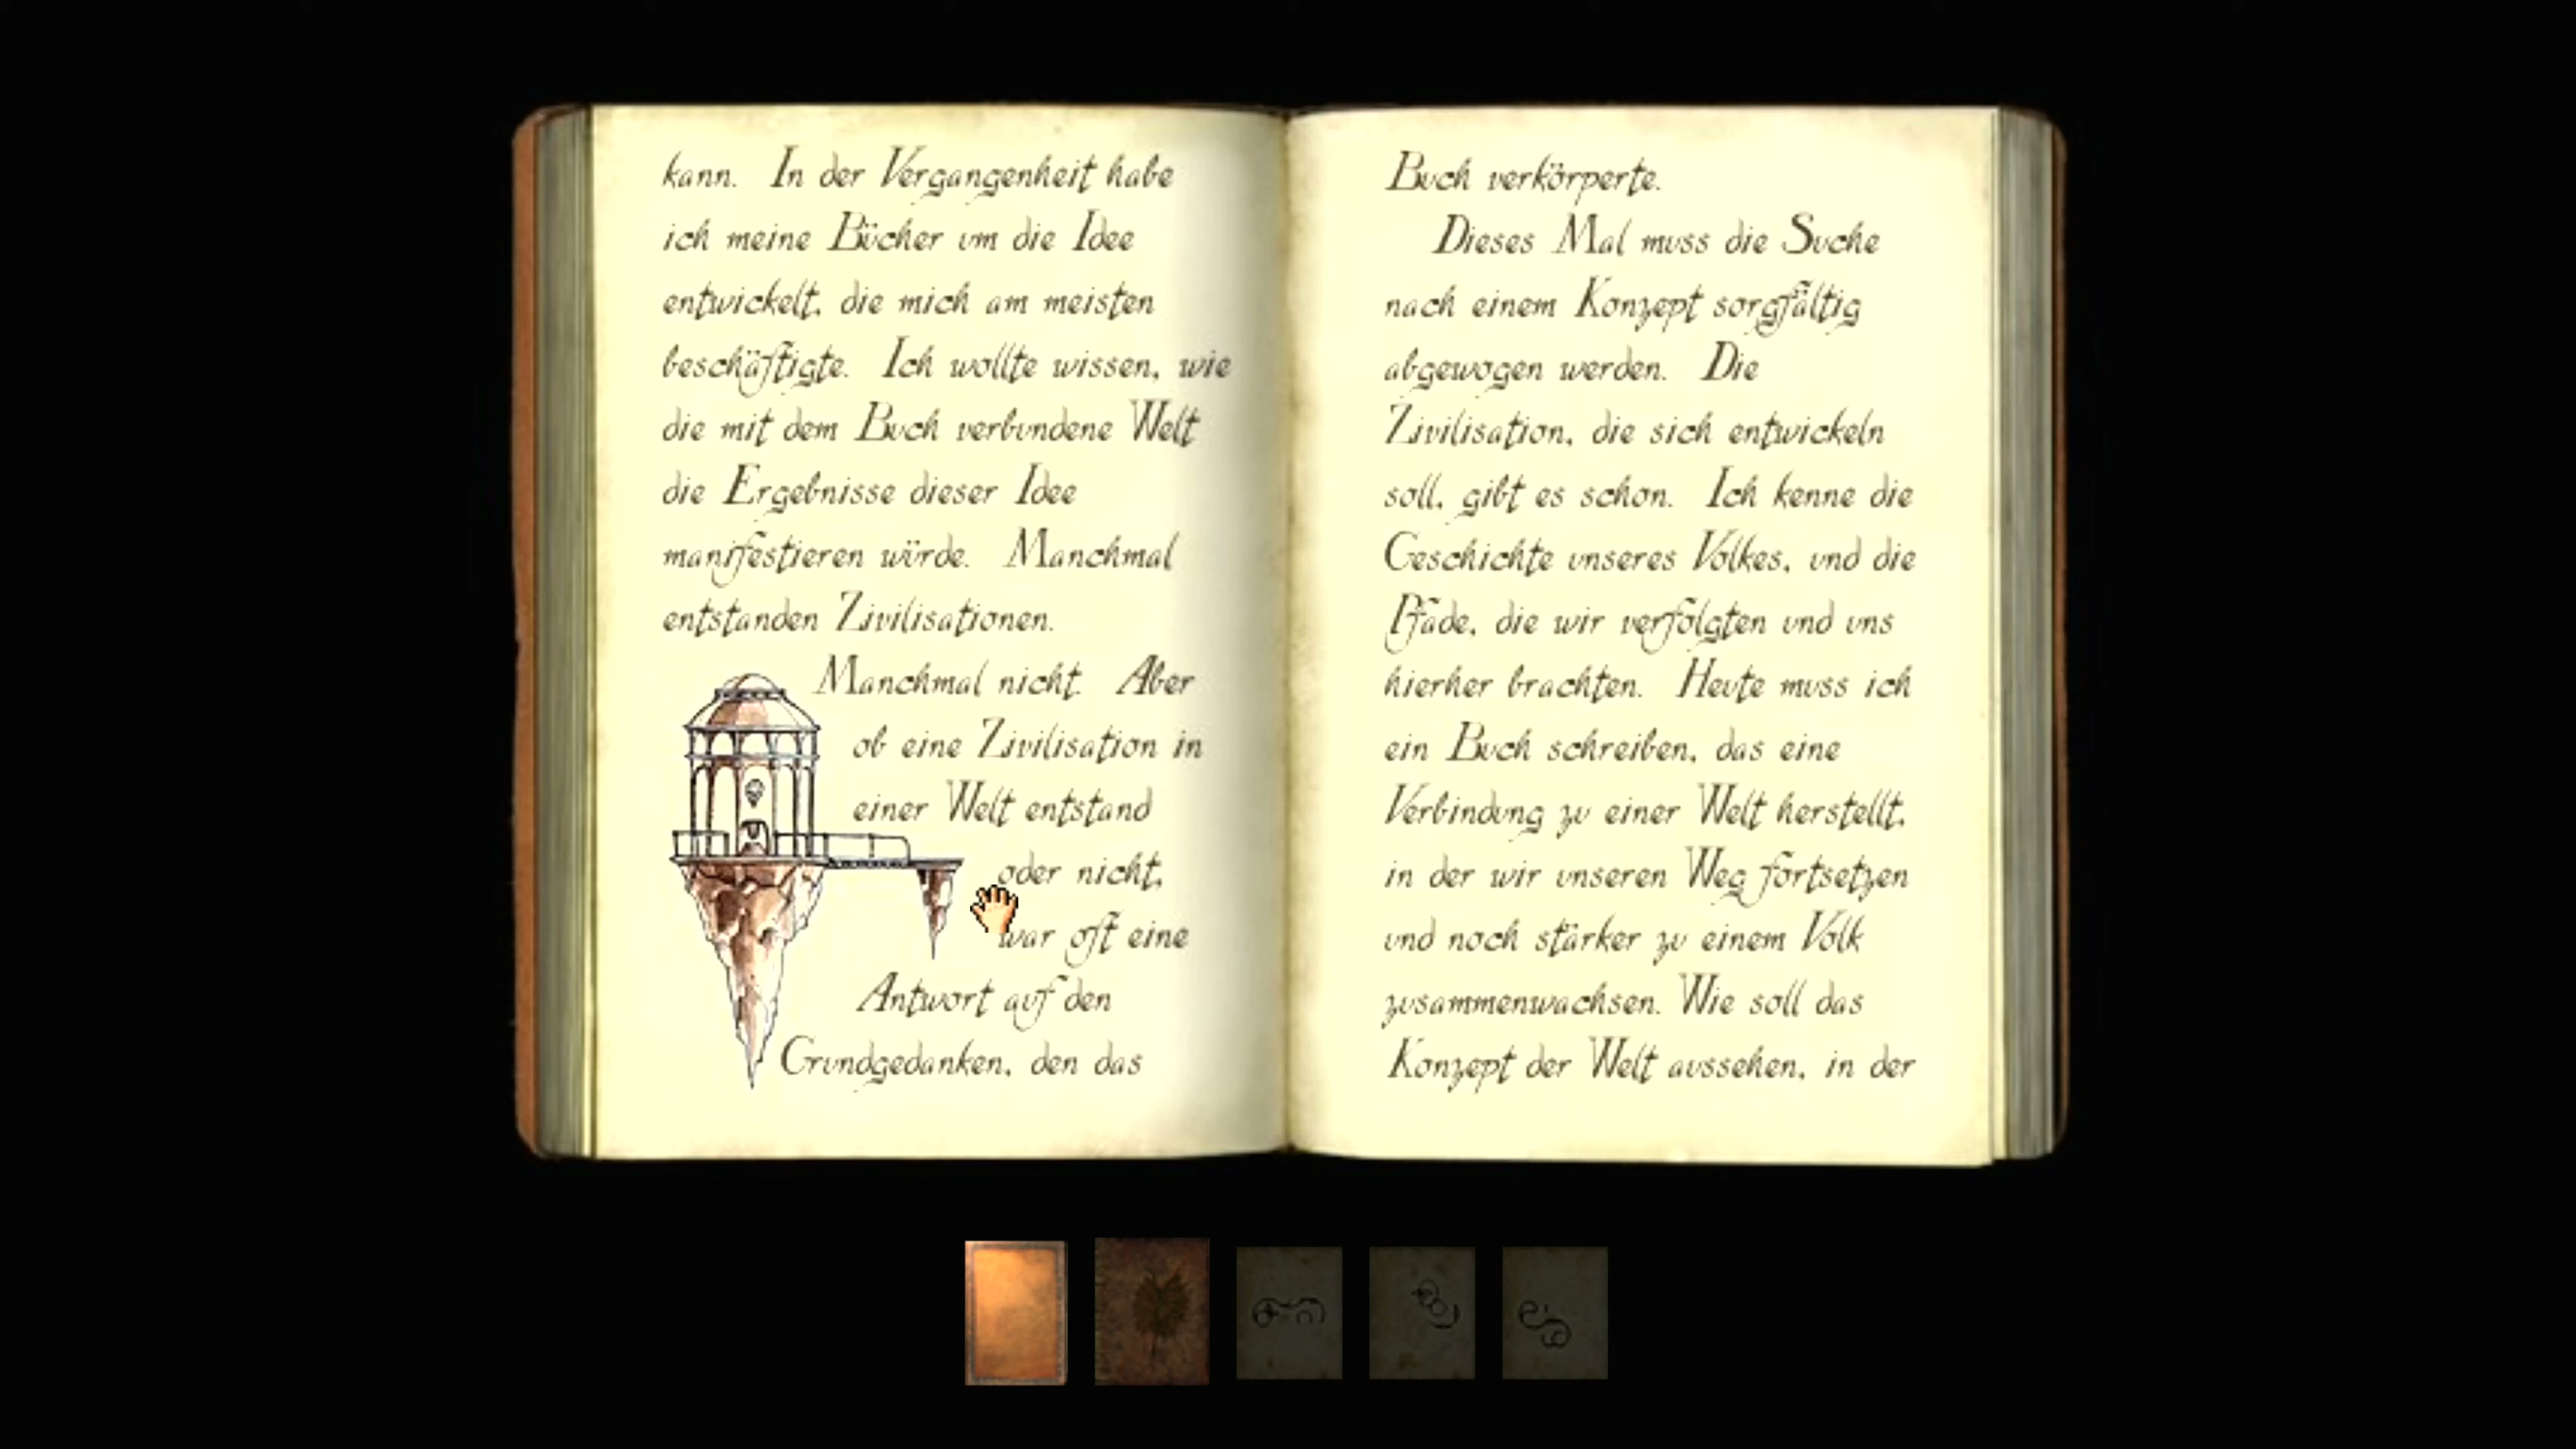 kann. In der Vergangenheit habe
ich meine Bücher um die Idee
entwickelt, die mich am meisten
beschäftigte. Ich wollte wissen, wie
die mit dem Buch verbundene Welt
die Ergebnisse dieser Idee
manifestieren würde. Manchmal
entstanden Zivilisationen.
Manchmal nicht. Aber
ob eine Zivilisation in
einer Welt entstand
oder nicht,
war oft eine
Antwort auf den
Grundgedanken, den das
Buch verkörperte.
Dieses Mal muss die Suche
nach einem Konzept sorgfältig
abgewogen werden. Die
Zivilisation, die sich entwickeln
soll, gibt es schon. Ich kenne die
Geschichte unseres Volkes, und die
Pfade, die wir verfolgten und uns
hierher brachten. Heute muss ich
ein Buch schreiben, das eine
Verbindung zu einer Welt herstellt,
in der wir unseren Weg fortsetzen
und noch stärker zu einem Volk
zusammenwachsen. Wie soll das
Konzept der Welt aussehen, in der